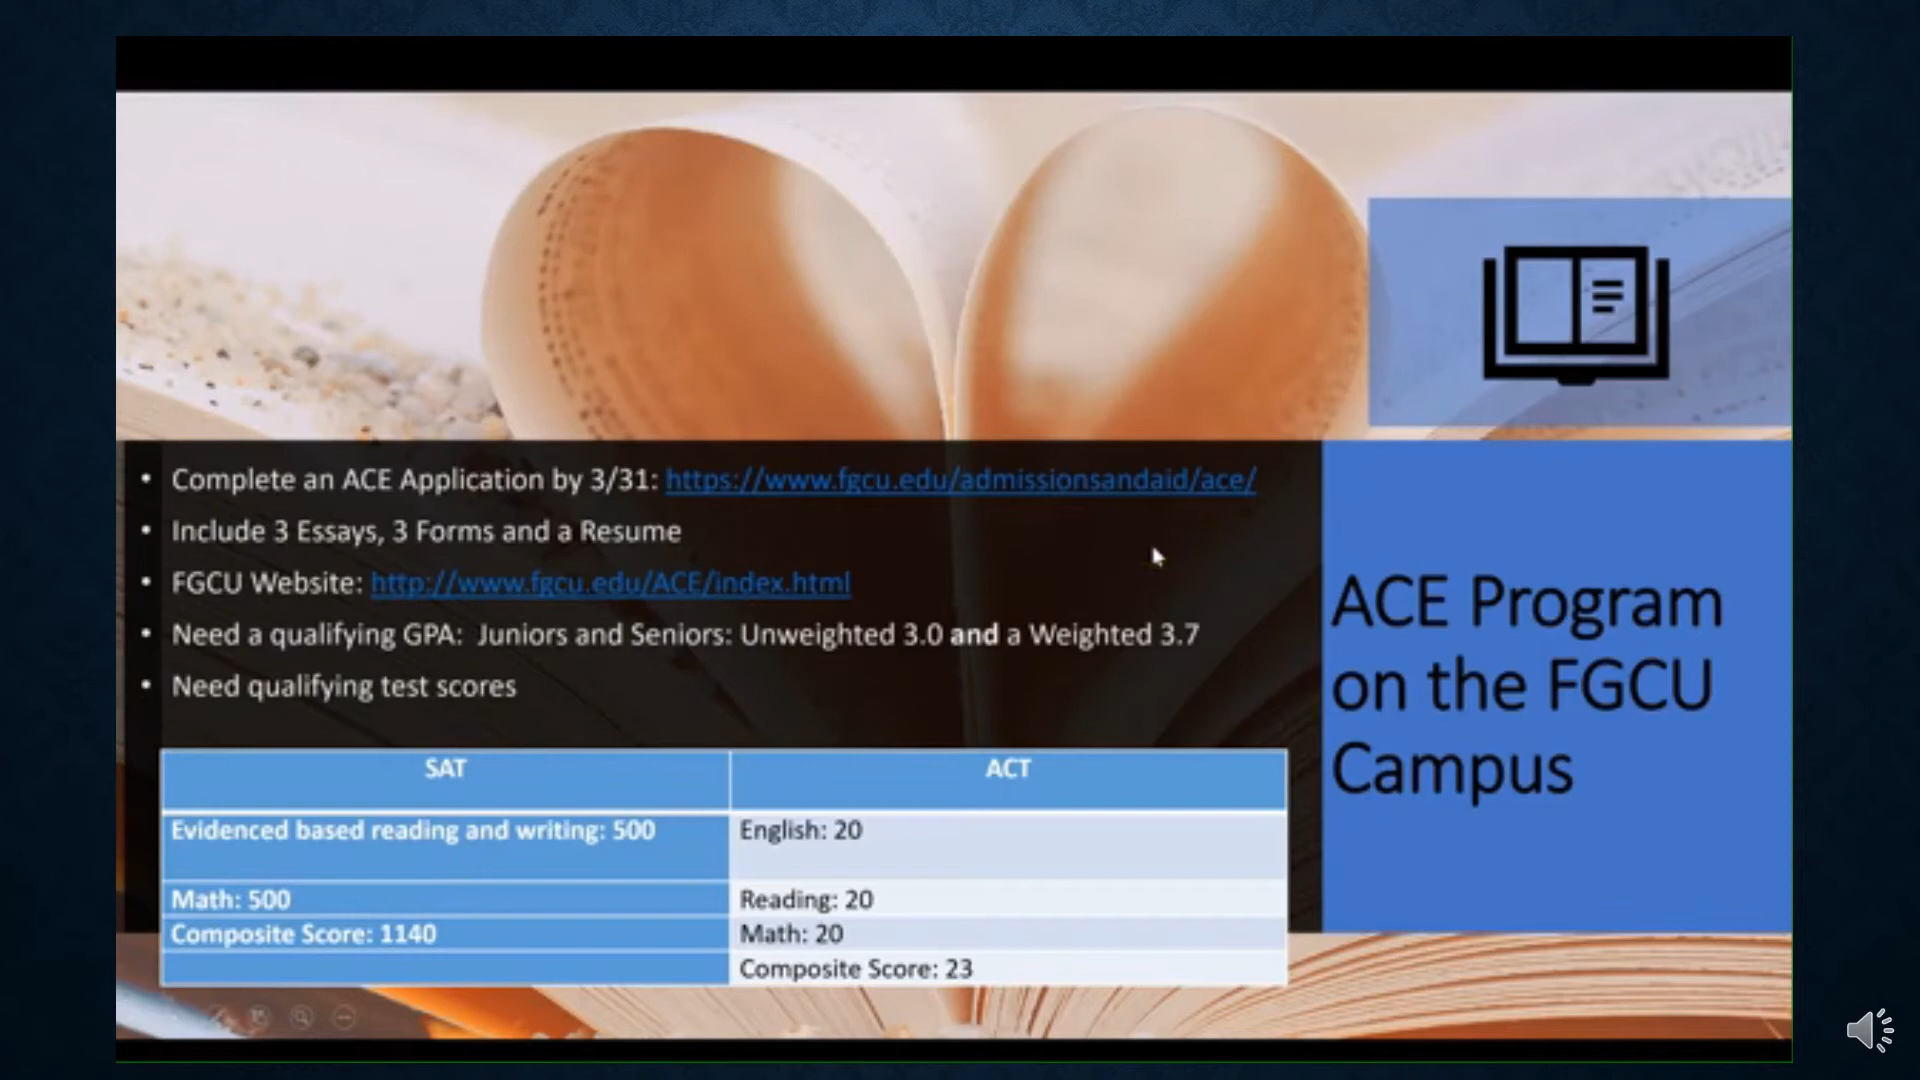 • Complete an ACE Application by 3/31: https://www.fgcu.edu/admissionsandaid/ace/
• Include 3 Essays, 3 Forms and a Resume
• FGCU Website: http://www.fgcu.edu/ACE/index.html
• Need a qualifying GPA: Juniors and Seniors: Unweighted 3.0 and a Weighted 3.7
• Need qualifying test scores
ACE Program
on the FGCU
Campus
SAT ACT
Evidenced based reading and writing: 500 English: 20
Math: 500 Reading: 20
Composite Score: 1140 Math: 20
Composite Score: 23